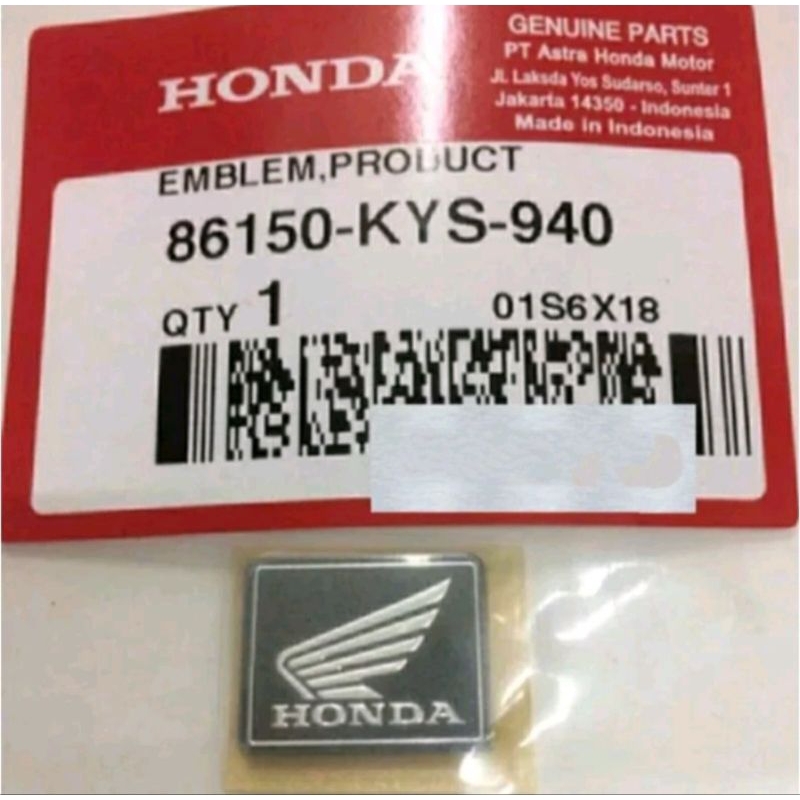 HONDA
GENUINE PARTS
PT Astra Honda Motor
Jl. Laksda Yos Sudarso, Sunter 1
Jakarta 14350 - Indonesia
Made in Indonesia
EMBLEM,PRODUCT
86150-KYS-940
QTY 1 01S6X18
HONDA